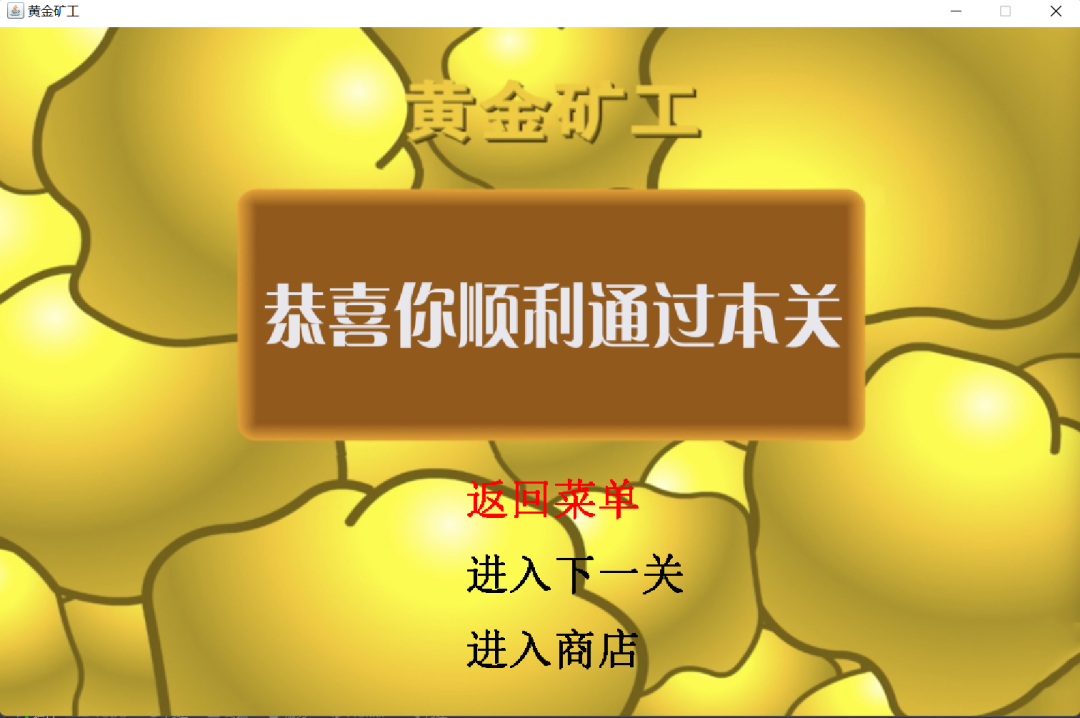 黄金矿工
黄金矿工
恭喜你顺利通过本关
返回菜单
进入下一关
进入商店